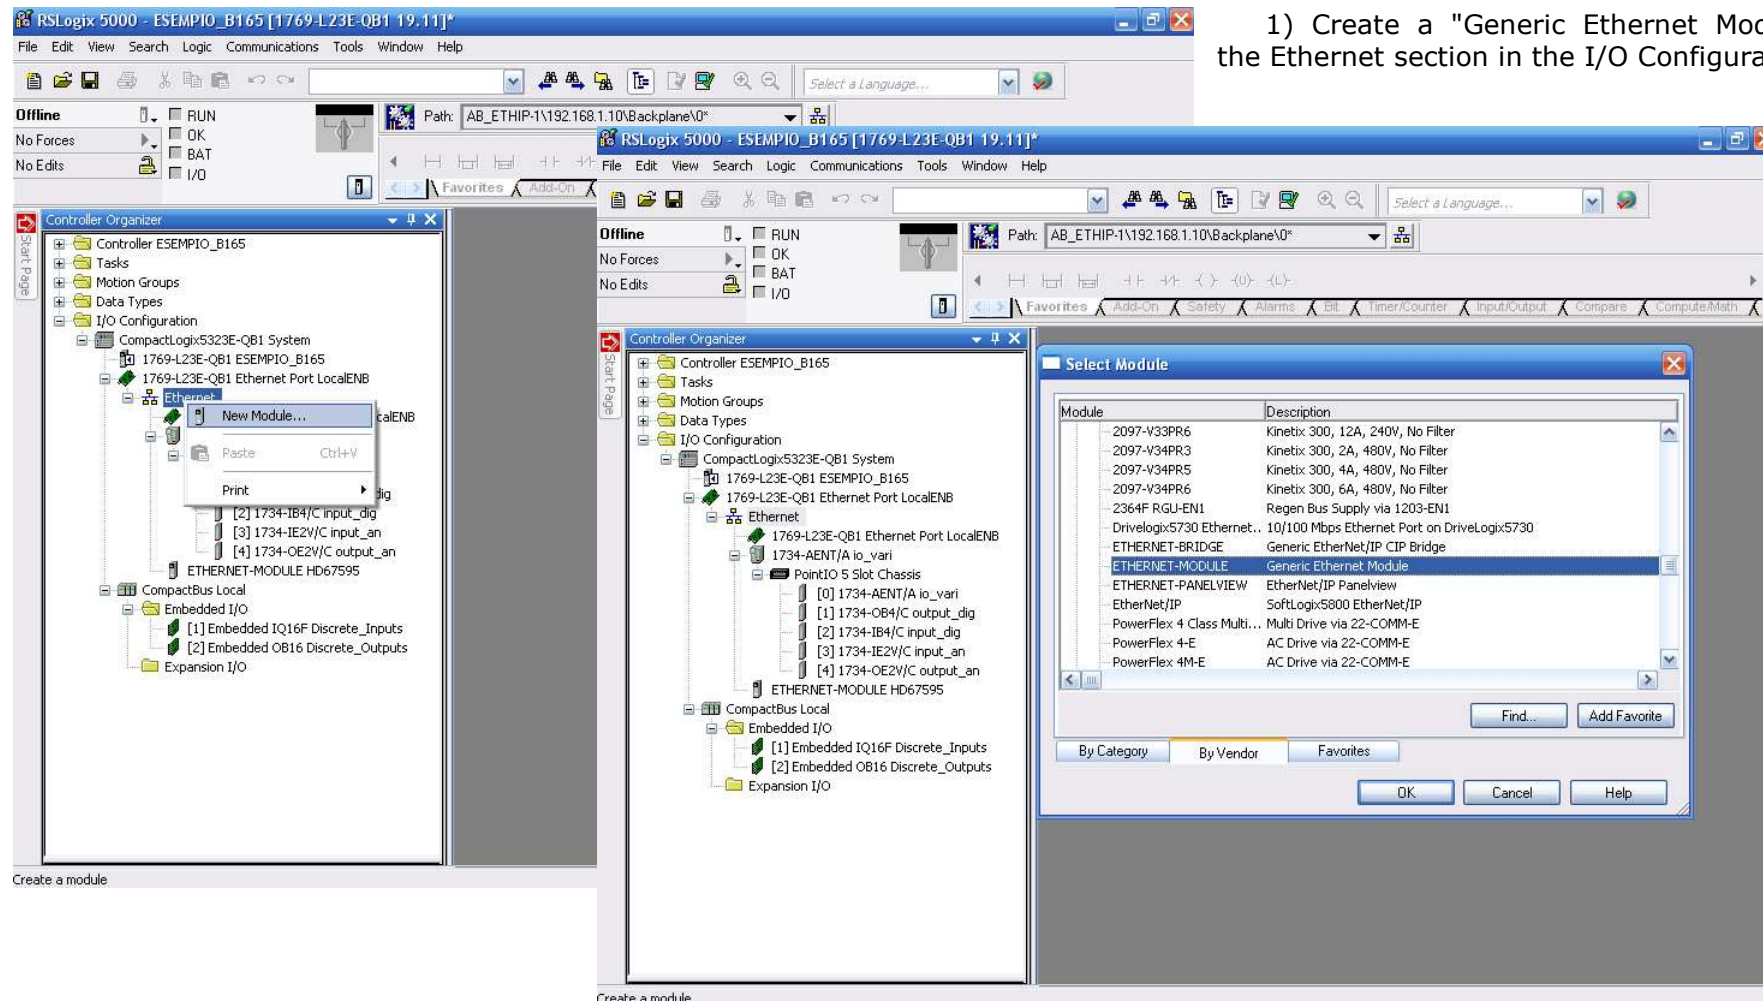 1) Create a "Generic Ethernet Mod
the Ethernet section in the I/O Configura
RSLogix 5000 - ESEMPIO_B165 [1769-L23E-QB1 19.11]*
File Edit View Search Logic Communications Tools Window Help
Select a Language...
Offline
RUN
Path: AB_ETHIP-1\192.168.1.10\Backplane\0*
No Forces
OK
No Edits
BAT
I/O
Favorites Add-On
Start Page
Controller Organizer
Controller ESEMPIO_B165
Tasks
Motion Groups
Data Types
I/O Configuration
CompactLogix5323E-QB1 System
1769-L23E-QB1 ESEMPIO_B165
1769-L23E-QB1 Ethernet Port LocalENB
Ethernet
New Module...
calENB
Paste Ctrl+V
Print
dig
[2] 1734-IB4/C input_dig
[3] 1734-IE2V/C input_an
[4] 1734-OE2V/C output_an
ETHERNET-MODULE HD67595
CompactBus Local
Embedded I/O
[1] Embedded IQ16F Discrete_Inputs
[2] Embedded OB16 Discrete_Outputs
Expansion I/O
Create a module
RSLogix 5000 - ESEMPIO_B165 [1769-L23E-QB1 19.11]*
File Edit View Search Logic Communications Tools Window Help
Select a Language...
Offline
RUN
Path: AB_ETHIP-1\192.168.1.10\Backplane\0*
No Forces
OK
BAT
No Edits
I/O
Favorites Add-On Safety Alarms Bit Timer/Counter Input/Output Compare Compute/Math
Start Page
Controller Organizer
Controller ESEMPIO_B165
Tasks
Motion Groups
Data Types
I/O Configuration
CompactLogix5323E-QB1 System
1769-L23E-QB1 ESEMPIO_B165
1769-L23E-QB1 Ethernet Port LocalENB
Ethernet
1769-L23E-QB1 Ethernet Port LocalENB
1734-AENT/A io_vari
PointIO 5 Slot Chassis
[0] 1734-AENT/A io_vari
[1] 1734-OB4/C output_dig
[2] 1734-IB4/C input_dig
[3] 1734-IE2V/C input_an
[4] 1734-OE2V/C output_an
ETHERNET-MODULE HD67595
CompactBus Local
Embedded I/O
[1] Embedded IQ16F Discrete_Inputs
[2] Embedded OB16 Discrete_Outputs
Expansion I/O
Select Module
Module Description
2097-V33PR6 Kinetix 300, 12A, 240V, No Filter
2097-V34PR3 Kinetix 300, 2A, 480V, No Filter
2097-V34PR5 Kinetix 300, 4A, 480V, No Filter
2097-V34PR6 Kinetix 300, 6A, 480V, No Filter
2364F RGU-EN1 Regen Bus Supply via 1203-EN1
Drivelogix5730 Ethernet... 10/100 Mbps Ethernet Port on DriveLogix5730
ETHERNET-BRIDGE Generic EtherNet/IP CIP Bridge
ETHERNET-MODULE Generic Ethernet Module
ETHERNET-PANELVIEW EtherNet/IP Panelview
EtherNet/IP SoftLogix5800 EtherNet/IP
PowerFlex 4 Class Multi... Multi Drive via 22-COMM-E
PowerFlex 4-E AC Drive via 22-COMM-E
PowerFlex 4M-E AC Drive via 22-COMM-E
Find... Add Favorite
By Category By Vendor Favorites
OK Cancel Help
Create a module